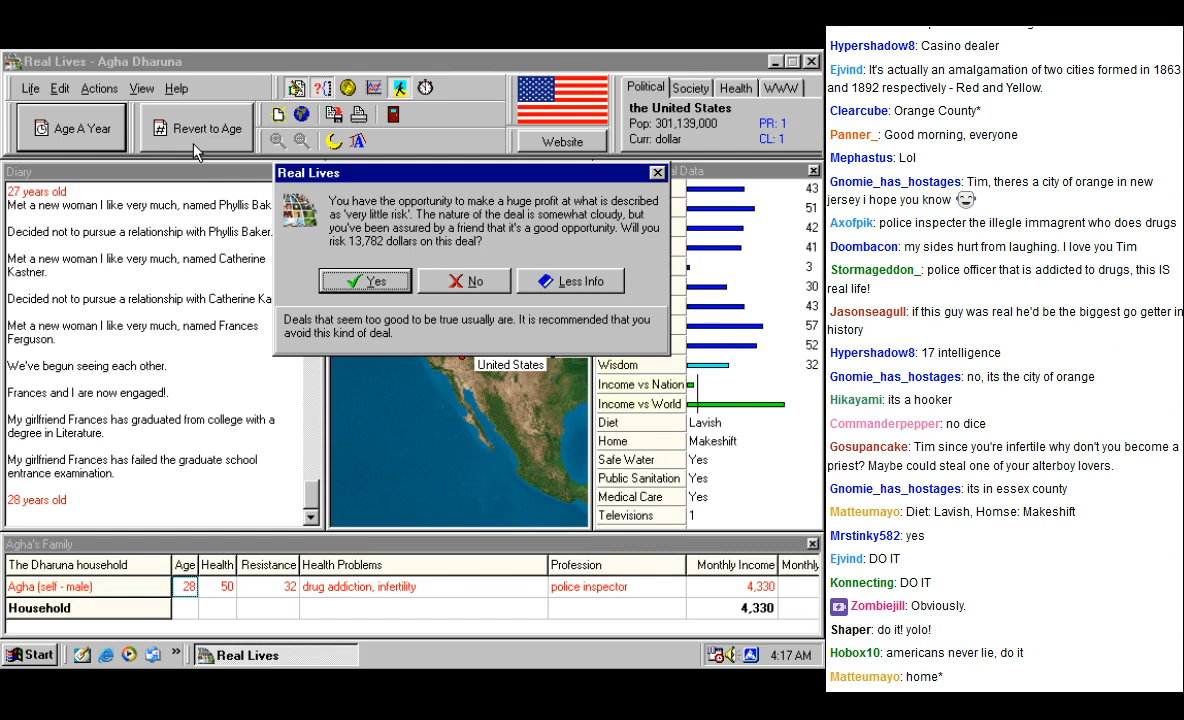 Real Lives - Agha Dharuna
Life Edit Actions View Help
Age A Year
Revert to Age
Website
Political Society Health WWW
the United States
Pop: 301,139,000 PR: 1
Curr: dollar CL: 1
Diary
27 years old
Met a new woman I like very much, named Phyllis Bak
Decided not to pursue a relationship with Phyllis Baker.
Met a new woman I like very much, named Catherine
Kastner.
Decided not to pursue a relationship with Catherine Ka
Met a new woman I like very much, named Frances
Ferguson.
We've begun seeing each other.
Frances and I are now engaged!.
My girlfriend Frances has graduated from college with a
degree in Literature.
My girlfriend Frances has failed the graduate school
entrance examination.
28 years old
Real Lives
You have the opportunity to make a huge profit at what is described
as 'very little risk'. The nature of the deal is somewhat cloudy, but
you've been assured by a friend that it's a good opportunity. Will you
risk 13,782 dollars on this deal?
Yes
No
Less Info
Deals that seem too good to be true usually are. It is recommended that you
avoid this kind of deal.
United States
al Data
43
51
42
41
3
30
43
57
52
Wisdom 32
Income vs Nation
Income vs World
Diet Lavish
Home Makeshift
Safe Water Yes
Public Sanitation Yes
Medical Care Yes
Televisions 1
Agha's Family
The Dharuna household Age Health Resistance Health Problems Profession Monthly Income Monthly
Agha (self - male) 28 50 32 drug addiction, infertility police inspector 4,330
Household 4,330
Start
»
Real Lives
4:17 AM
Hypershadow8: Casino dealer
Ejvind: It's actually an amalgamation of two cities formed in 1863
and 1892 respectively - Red and Yellow.
Clearcube: Orange County*
Panner_: Good morning, everyone
Mephastus: Lol
Gnomie_has_hostages: Tim, theres a city of orange in new
jersey i hope you know
Axofpik: police inspecter the illegle immagrent who does drugs
Doombacon: my sides hurt from laughing. I love you Tim
Stormageddon_: police officer that is addicted to drugs, this IS
real life!
Jasonseagull: if this guy was real he'd be the biggest go getter in
history
Hypershadow8: 17 intelligence
Gnomie_has_hostages: no, its the city of orange
Hikayami: its a hooker
Commanderpepper: no dice
Gosupancake: Tim since you're infertile why don't you become a
priest? Maybe could steal one of your alterboy lovers.
Gnomie_has_hostages: its in essex county
Matteumayo: Diet: Lavish, Homse: Makeshift
Mrstinky582: yes
Ejvind: DO IT
Konnecting: DO IT
Zombiejill: Obviously.
Shaper: do it! yolo!
Hobox10: americans never lie, do it
Matteumayo: home*